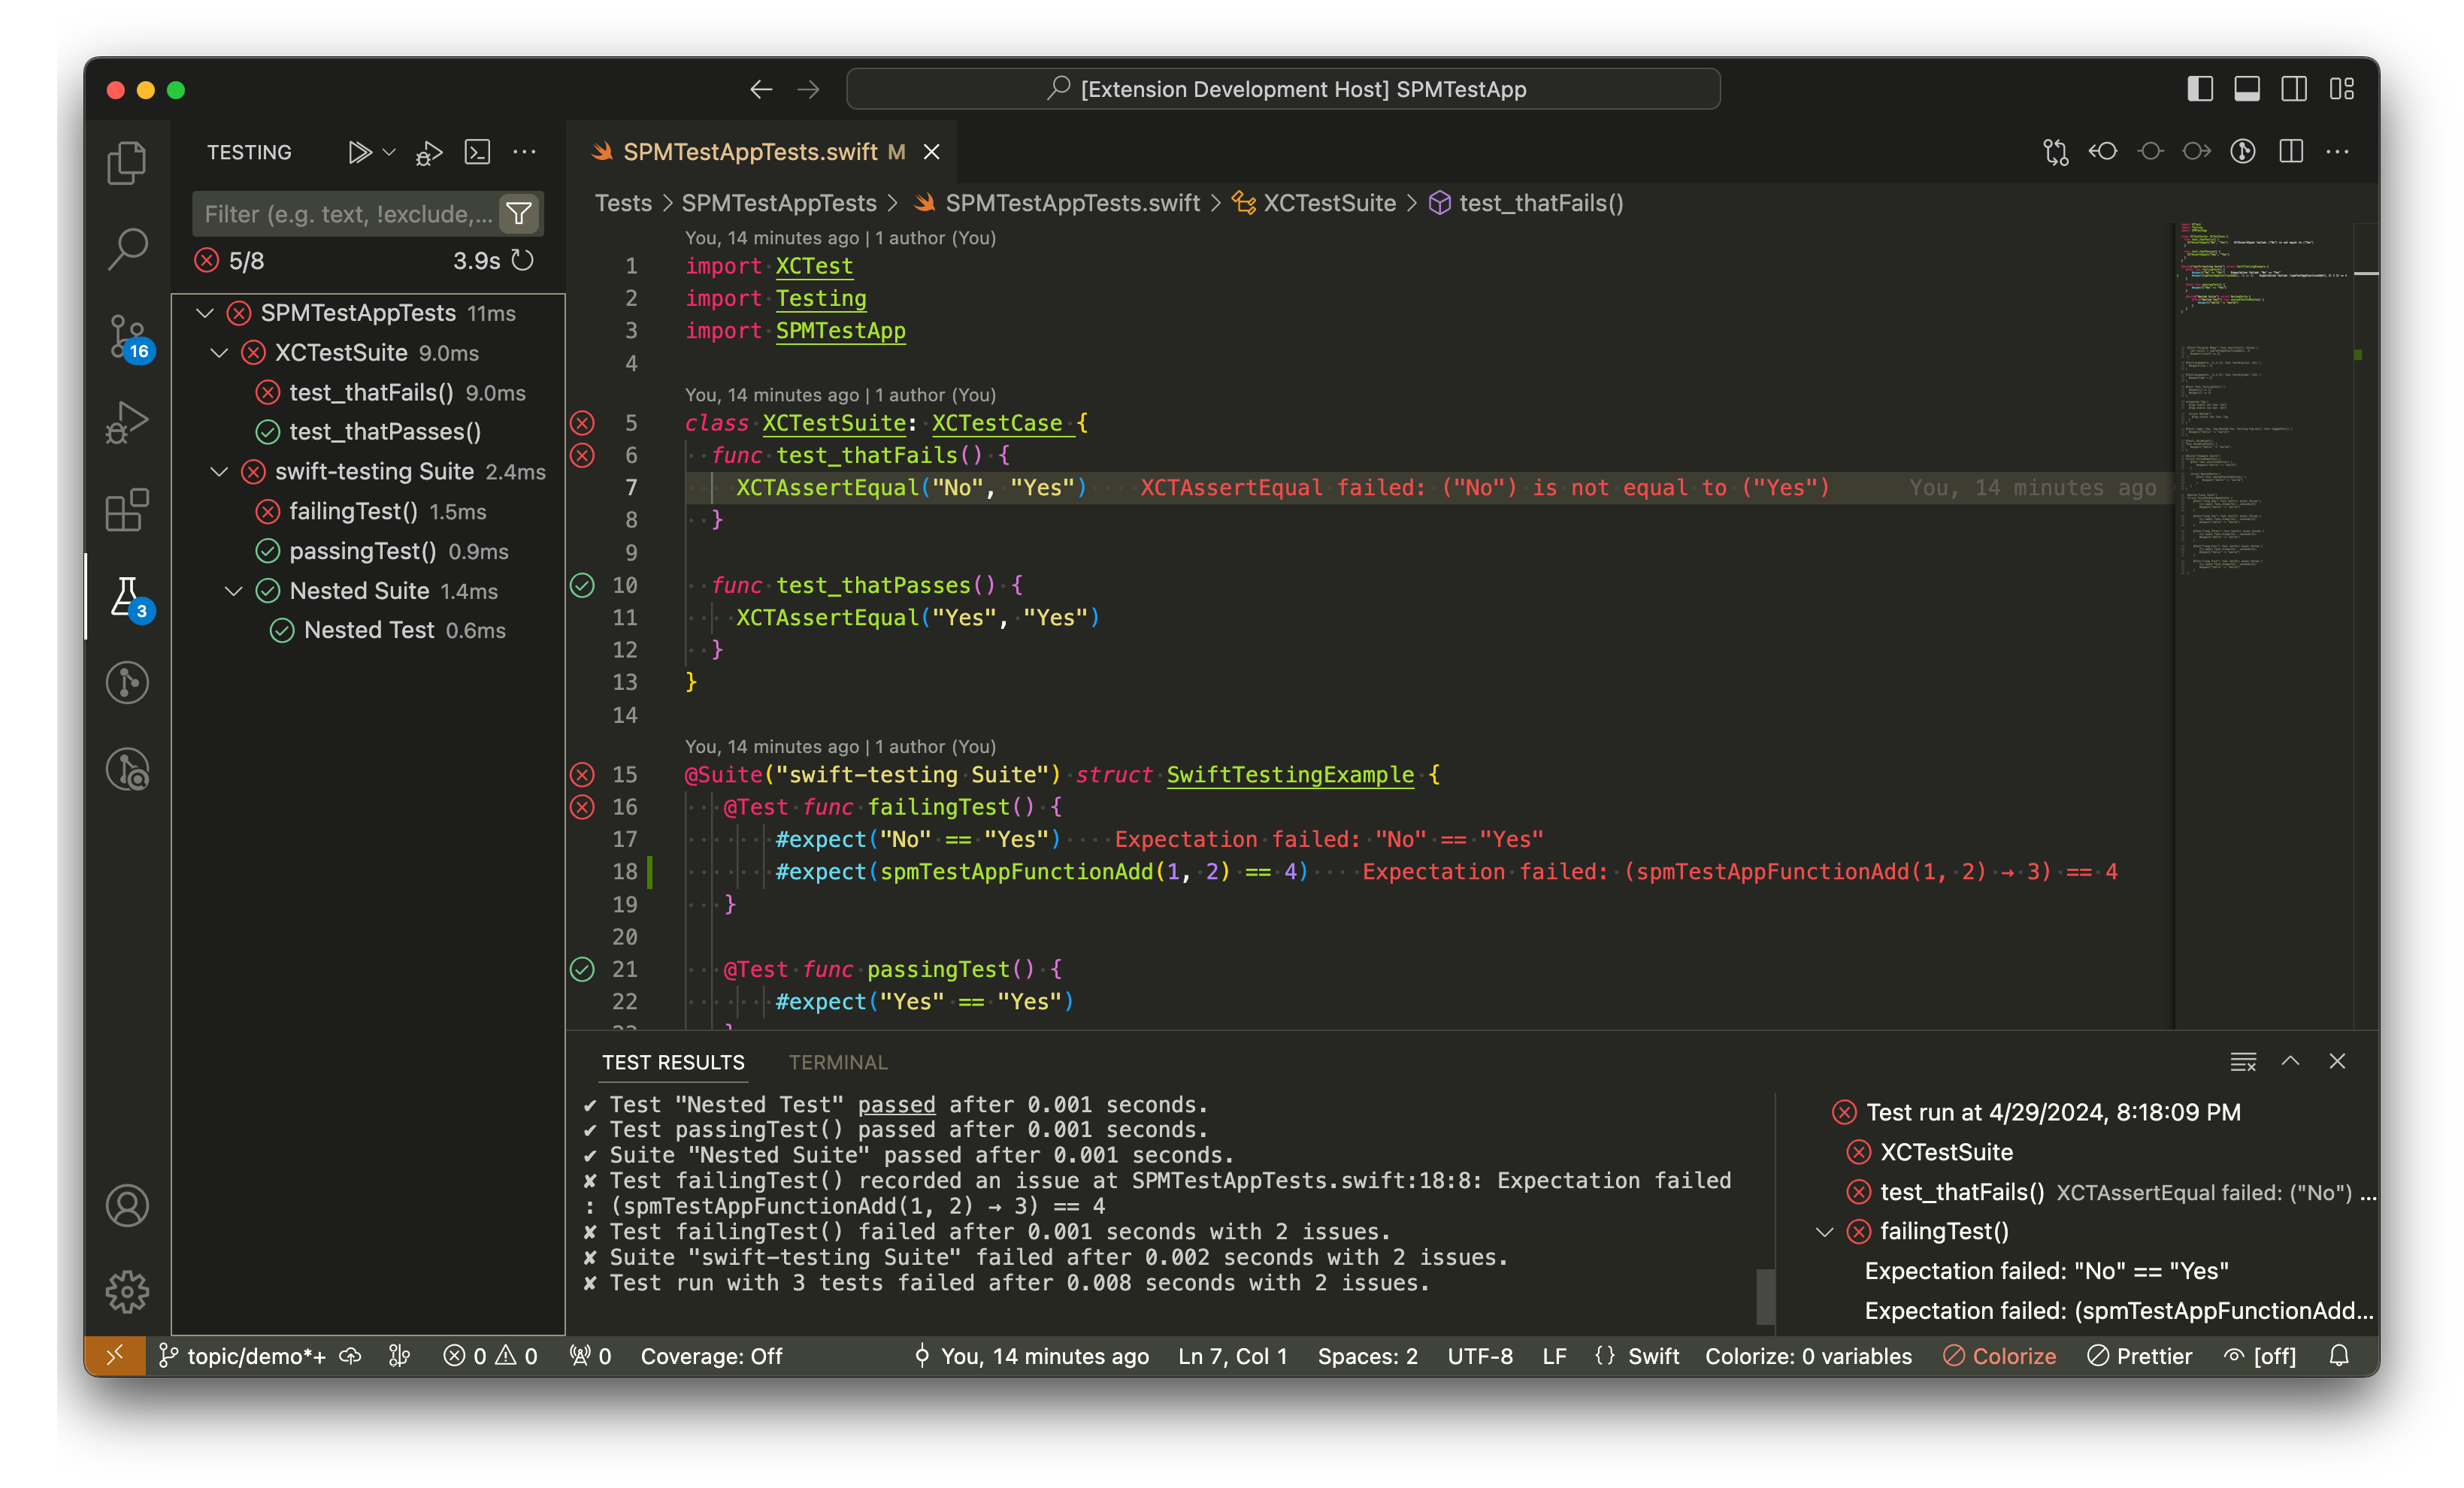 [Extension Development Host] SPMTestApp
TESTING
Filter (e.g. text, !exclude,...
5/8 3.9s
SPMTestAppTests 11ms
XCTestSuite 9.0ms
test_thatFails() 9.0ms
test_thatPasses()
swift-testing Suite 2.4ms
failingTest() 1.5ms
passingTest() 0.9ms
Nested Suite 1.4ms
Nested Test 0.6ms
16
3
SPMTestAppTests.swift M
Tests > SPMTestAppTests > SPMTestAppTests.swift > XCTestSuite > test_thatFails()
You, 14 minutes ago | 1 author (You)
1 import XCTest
2 import Testing
3 import SPMTestApp
4
You, 14 minutes ago | 1 author (You)
5 class XCTestSuite: XCTestCase {
6 func test_thatFails() {
7 XCTAssertEqual("No", "Yes") XCTAssertEqual failed: ("No") is not equal to ("Yes") You, 14 minutes ago
8 }
9
10 func test_thatPasses() {
11 XCTAssertEqual("Yes", "Yes")
12 }
13 }
14
You, 14 minutes ago | 1 author (You)
15 @Suite("swift-testing Suite") struct SwiftTestingExample {
16 @Test func failingTest() {
17 #expect("No" == "Yes") Expectation failed: "No" == "Yes"
18 #expect(spmTestAppFunctionAdd(1, 2) == 4) Expectation failed: (spmTestAppFunctionAdd(1, 2) → 3) == 4
19 }
20
21 @Test func passingTest() {
22 #expect("Yes" == "Yes")
TEST RESULTS TERMINAL
✔ Test "Nested Test" passed after 0.001 seconds.
✔ Test passingTest() passed after 0.001 seconds.
✔ Suite "Nested Suite" passed after 0.001 seconds.
✘ Test failingTest() recorded an issue at SPMTestAppTests.swift:18:8: Expectation failed
: (spmTestAppFunctionAdd(1, 2) → 3) == 4
✘ Test failingTest() failed after 0.001 seconds with 2 issues.
✘ Suite "swift-testing Suite" failed after 0.002 seconds with 2 issues.
✘ Test run with 3 tests failed after 0.008 seconds with 2 issues.
Test run at 4/29/2024, 8:18:09 PM
XCTestSuite
test_thatFails() XCTAssertEqual failed: ("No") ...
failingTest()
Expectation failed: "No" == "Yes"
Expectation failed: (spmTestAppFunctionAdd...
topic/demo*+ 0 0 0 Coverage: Off You, 14 minutes ago Ln 7, Col 1 Spaces: 2 UTF-8 LF {} Swift Colorize: 0 variables Colorize Prettier [off]